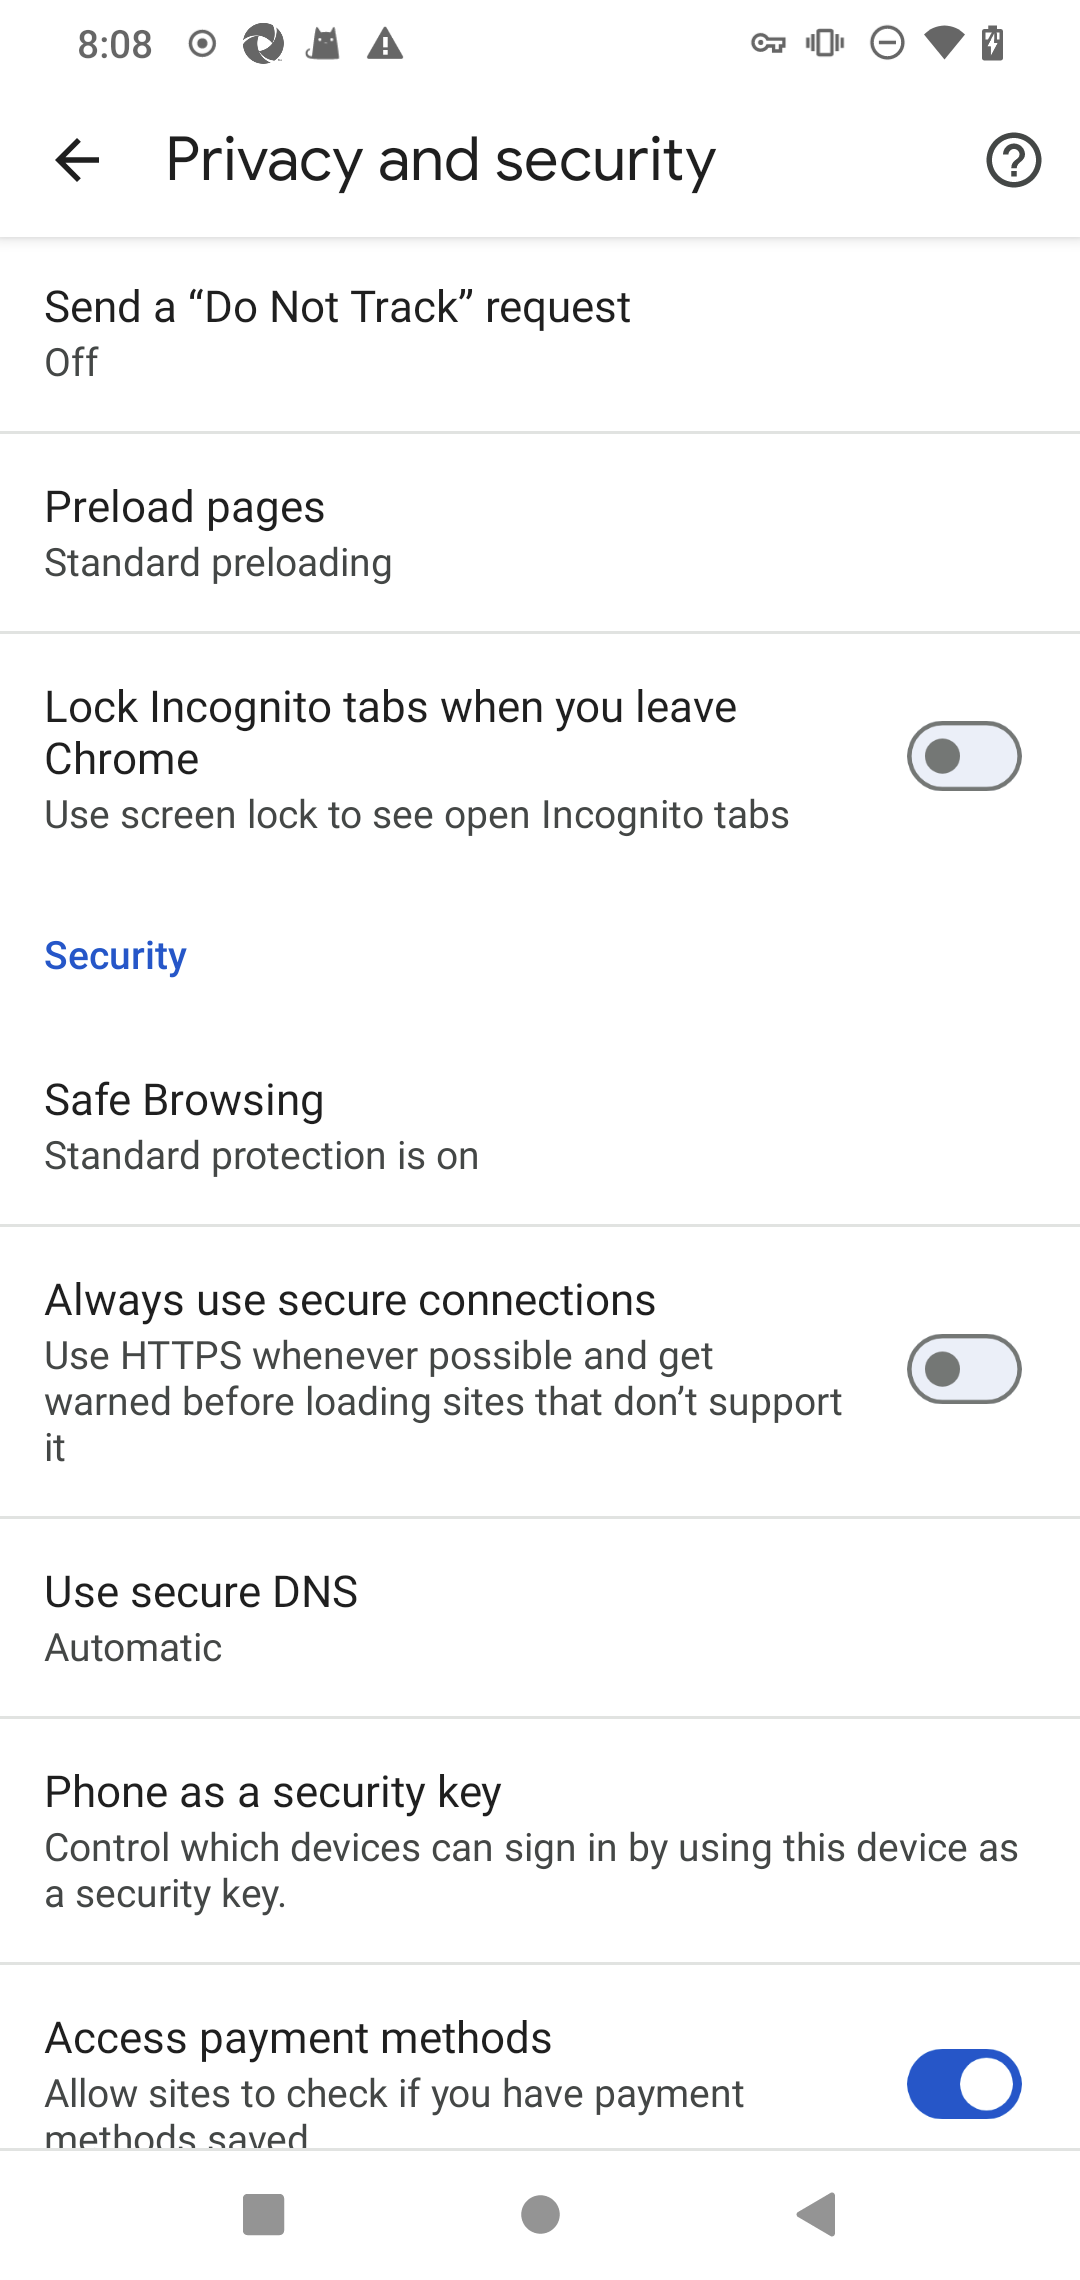 8:08
Privacy and security
Send a “Do Not Track” request
Off
Preload pages
Standard preloading
Lock Incognito tabs when you leave
Chrome
Use screen lock to see open Incognito tabs
Security
Safe Browsing
Standard protection is on
Always use secure connections
Use HTTPS whenever possible and get
warned before loading sites that don’t support
it
Use secure DNS
Automatic
Phone as a security key
Control which devices can sign in by using this device as
a security key.
Access payment methods
Allow sites to check if you have payment
methods saved